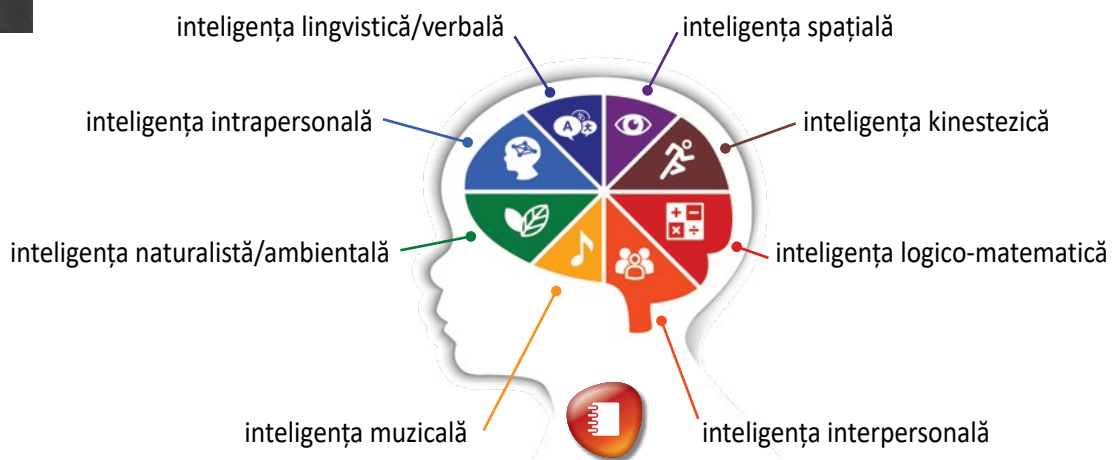 inteligența lingvistică/verbală
inteligența spațială
inteligența intrapersonală
inteligența kinestezică
inteligența naturalistă/ambientală
inteligența logico-matematică
inteligența muzicală
inteligența interpersonală